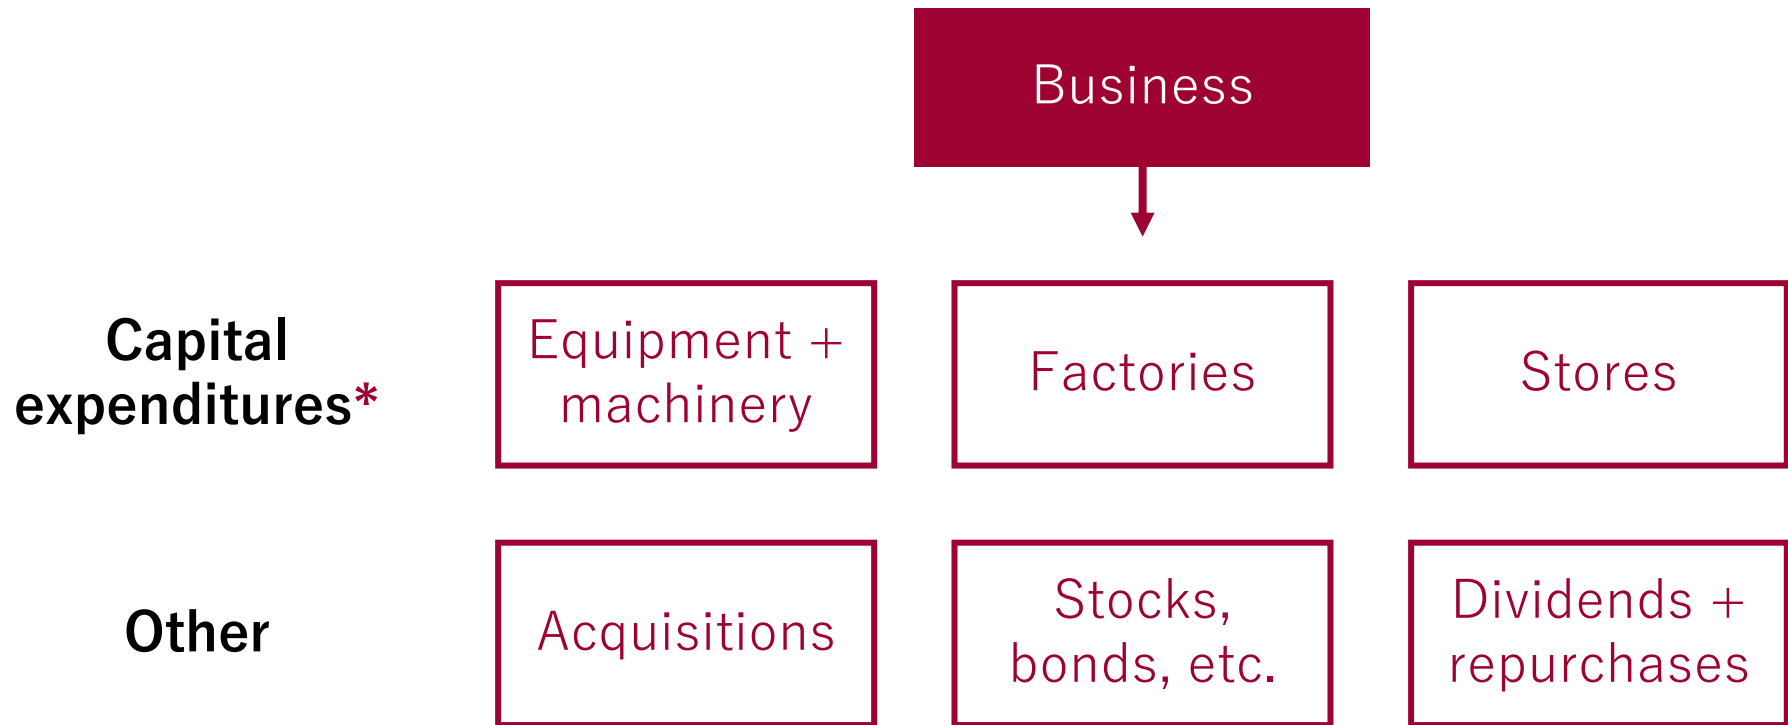 Business
Capital
expenditures*
Equipment +
machinery
Factories
Stores
Other
Acquisitions
Stocks,
bonds, etc.
Dividends +
repurchases